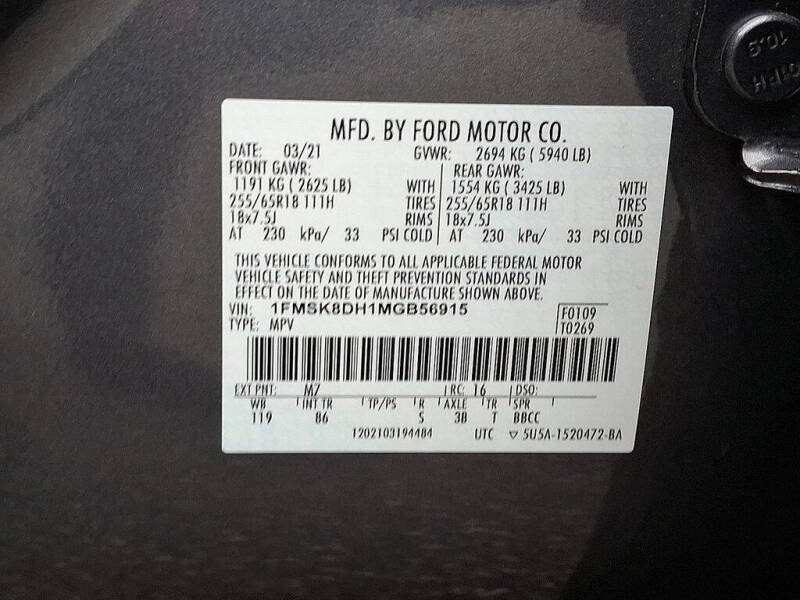 10.9
MFD. BY FORD MOTOR CO.
DATE: 03/21 GVWR: 2694 KG ( 5940 LB)
FRONT GAWR: REAR GAWR:
1191 KG ( 2625 LB) WITH 1554 KG ( 3425 LB) WITH
255/65R18 111H TIRES 255/65R18 111H TIRES
18x7.5J RIMS 18x7.5J RIMS
AT 230 kPa/ 33 PSI COLD AT 230 kPa/ 33 PSI COLD
THIS VEHICLE CONFORMS TO ALL APPLICABLE FEDERAL MOTOR
VEHICLE SAFETY AND THEFT PREVENTION STANDARDS IN
EFFECT ON THE DATE OF MANUFACTURE SHOWN ABOVE.
VIN: 1FMSK8DH1MGB56915 F0109
TYPE: MPV T0269
EXT PNT: M7 RC: 16 DSO:
WB INT TR TP/PS R AXLE TR SPR
119 86 S 3B T BBCC
1202103194484 UTC ▽ 5U5A-1520472-BA